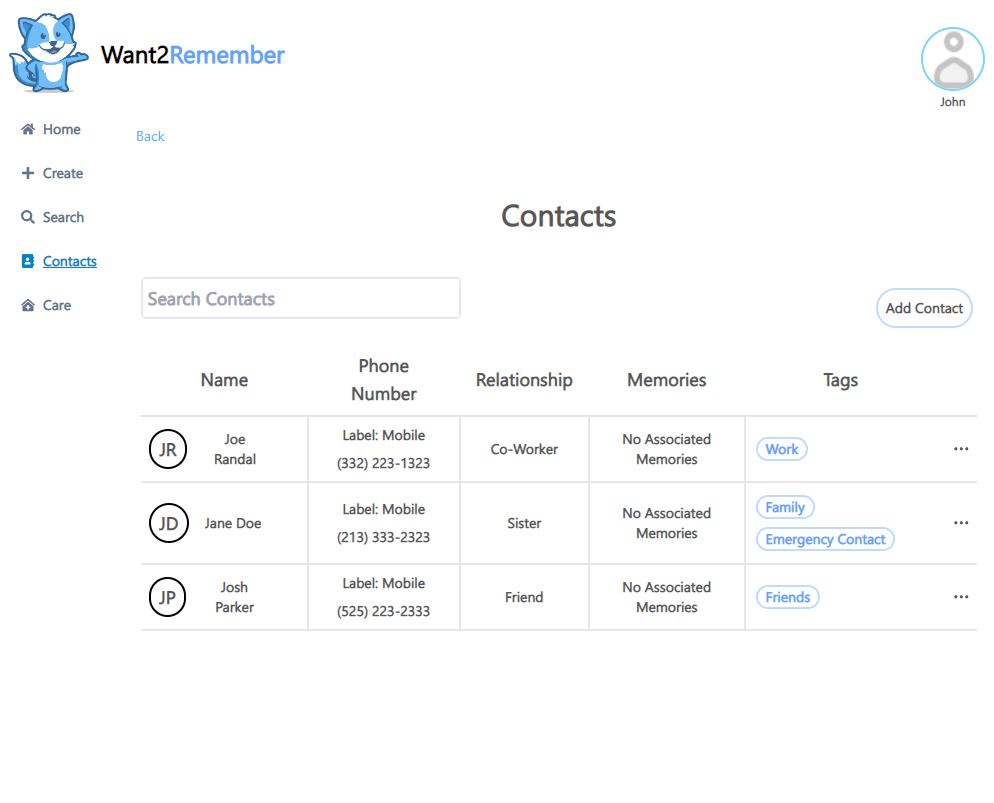 Want2Remember
John
Home
Create
Search
Contacts
Care
Back
Contacts
Search Contacts
Add Contact
Name
Phone
Number
Relationship
Memories
Tags
JR
Joe
Randal
Label: Mobile
(332) 223-1323
Co-Worker
No Associated
Memories
Work
JD
Jane Doe
Label: Mobile
(213) 333-2323
Sister
No Associated
Memories
Family
Emergency Contact
JP
Josh
Parker
Label: Mobile
(525) 223-2333
Friend
No Associated
Memories
Friends